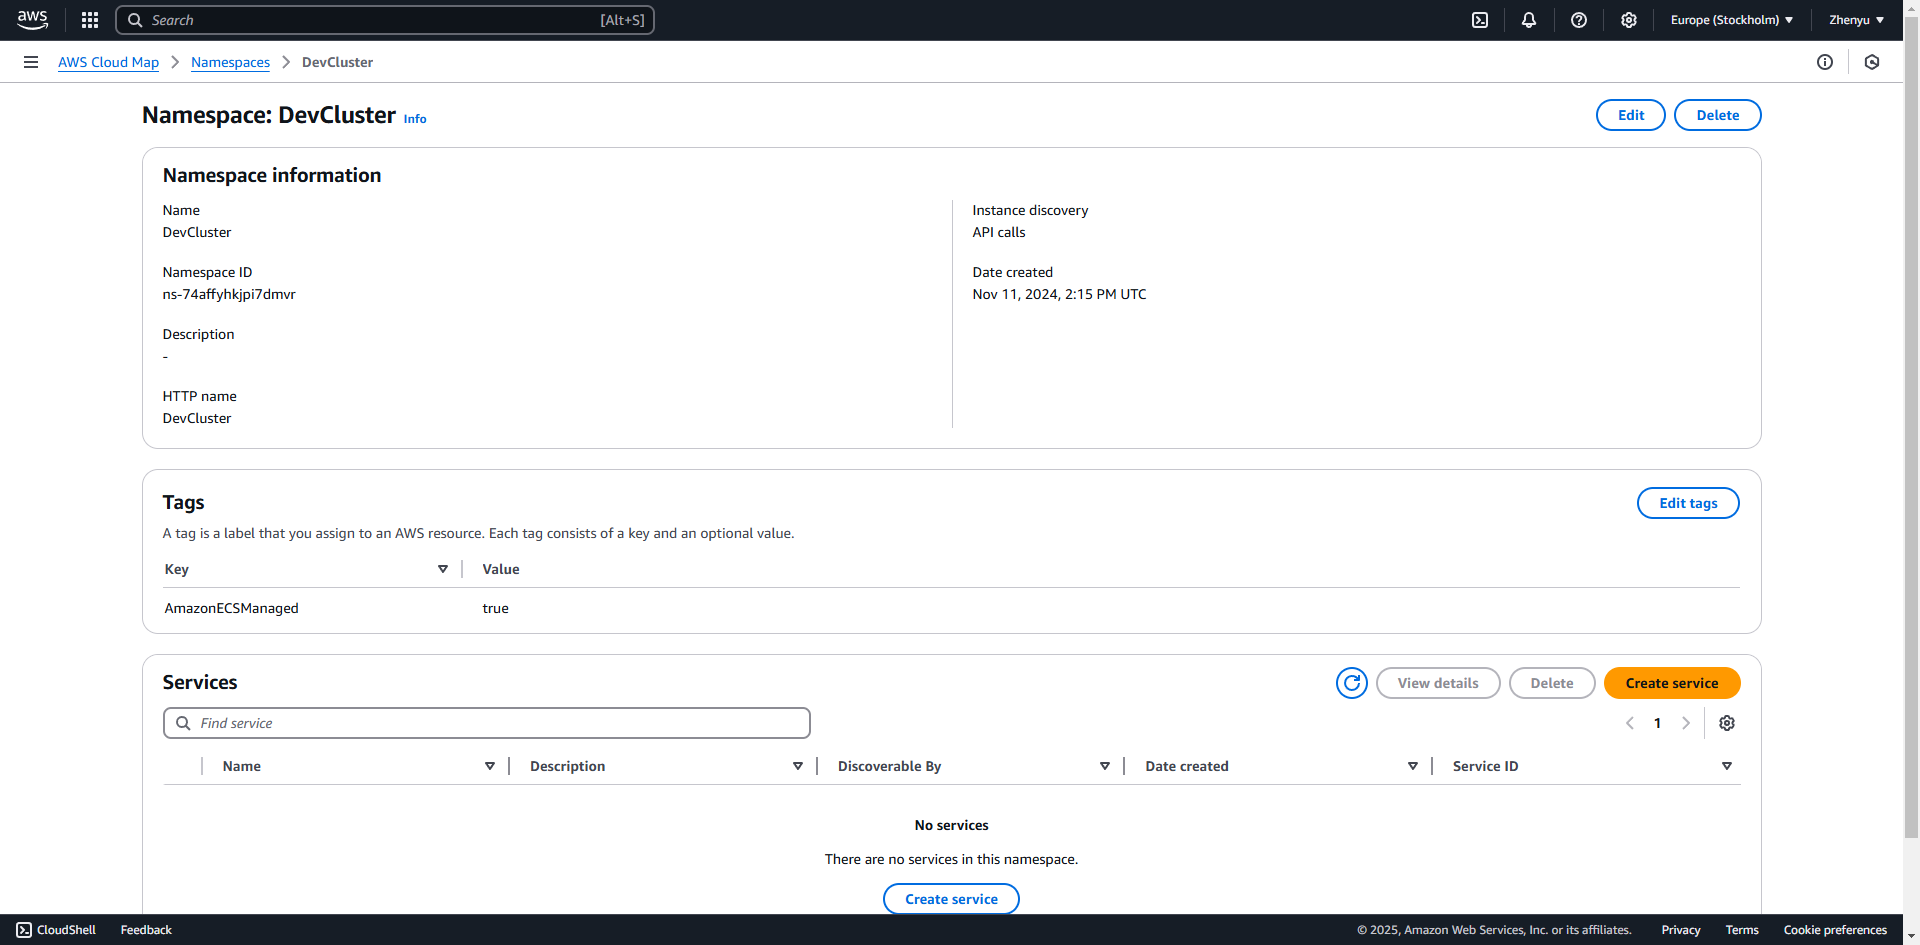 aws
Search [Alt+S]
Europe (Stockholm)
Zhenyu
AWS Cloud Map
Namespaces
DevCluster
Namespace: DevCluster Info
Edit
Delete
Namespace information
Name
DevCluster
Namespace ID
ns-74affyhkjpi7dmvr
Description
-
HTTP name
DevCluster
Instance discovery
API calls
Date created
Nov 11, 2024, 2:15 PM UTC
Tags
Edit tags
A tag is a label that you assign to an AWS resource. Each tag consists of a key and an optional value.
Key Value
AmazonECSManaged true
Services
View details
Delete
Create service
Find service
1
Name Description Discoverable By Date created Service ID
No services
There are no services in this namespace.
Create service
CloudShell
Feedback
© 2025, Amazon Web Services, Inc. or its affiliates.
Privacy
Terms
Cookie preferences